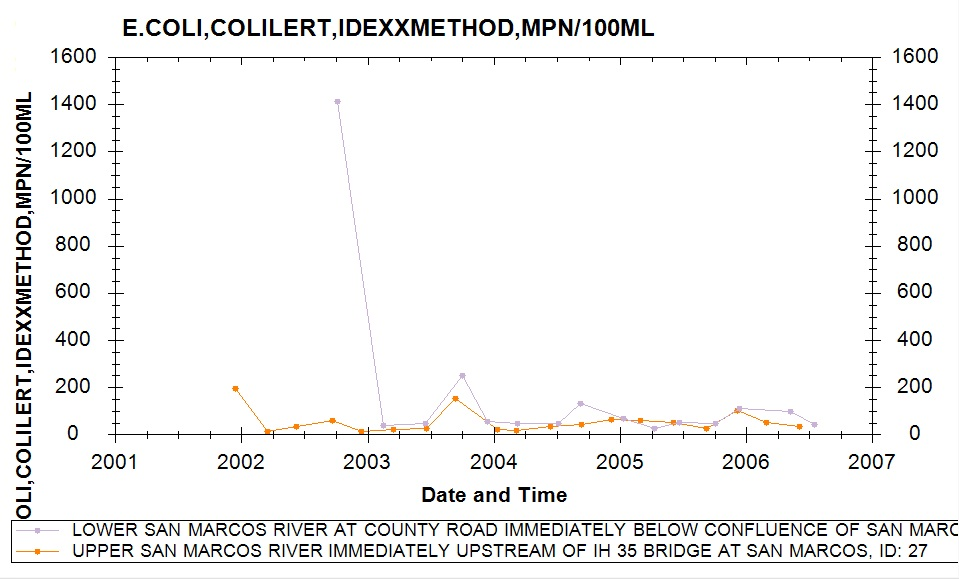 E.COLI,COLILERT,IDEXXMETHOD,MPN/100ML
OLI,COLILERT,IDEXXMETHOD,MPN/100ML
1600 1600
1400 1400
1200 1200
1000 1000
800 800
600 600
400 400
200 200
0 0
2001 2002 2003 2004 2005 2006 2007
Date and Time
LOWER SAN MARCOS RIVER AT COUNTY ROAD IMMEDIATELY BELOW CONFLUENCE OF SAN MARC
UPPER SAN MARCOS RIVER IMMEDIATELY UPSTREAM OF IH 35 BRIDGE AT SAN MARCOS, ID: 27